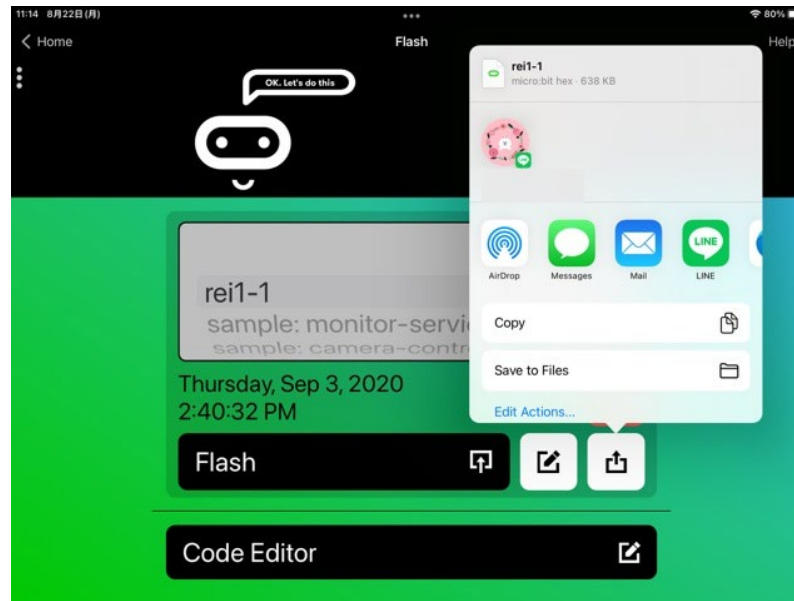 11:14 8月22日(月)
80%
Home
Flash
Help
OK. Let's do this
rei1-1
micro:bit hex · 638 KB
AirDrop
Messages
Mail
LINE
LINE
Copy
Save to Files
Edit Actions...
rei1-1
sample: monitor-servi
sample: camera-contr
Thursday, Sep 3, 2020
2:40:32 PM
Flash
Code Editor